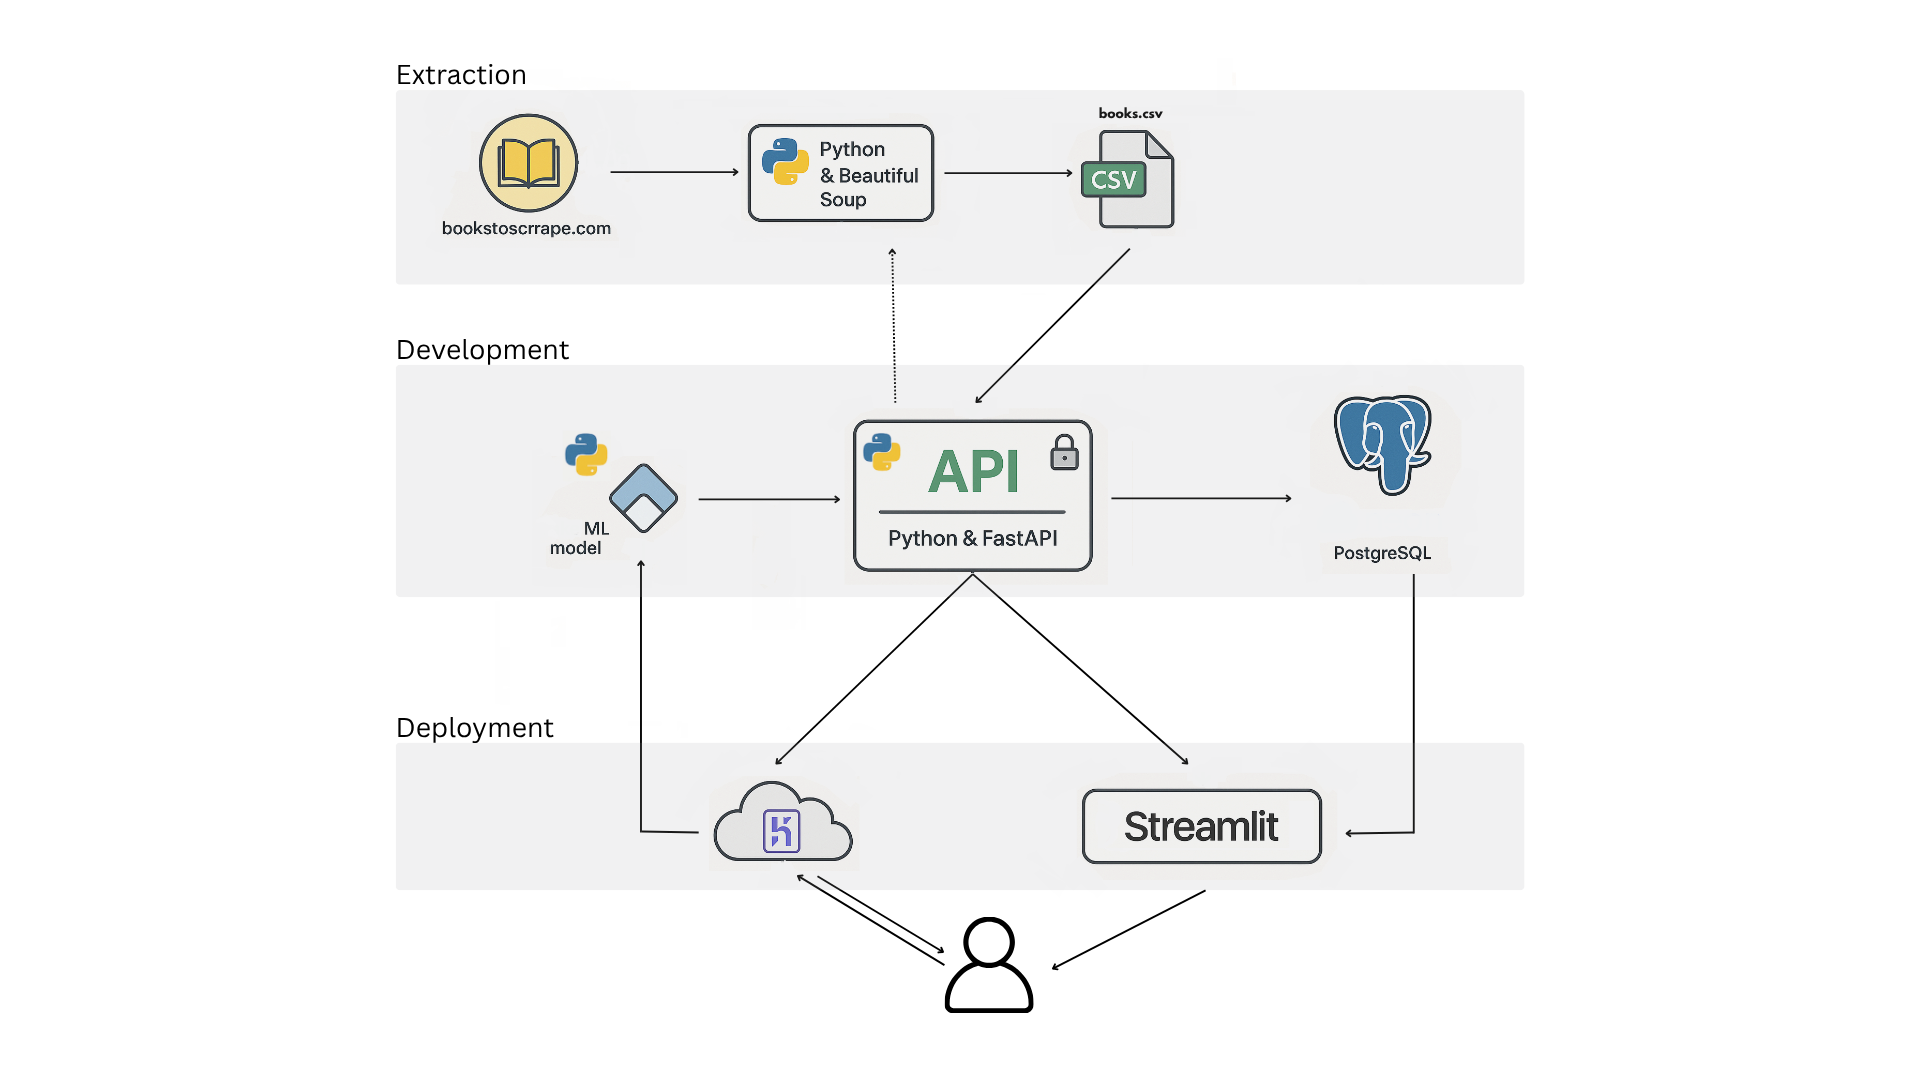 Extraction
books.csv
Python
& Beautiful
Soup
CSV
bookstoscrrape.com
Development
API
ML
model
Python & FastAPI
PostgreSQL
Deployment
Streamlit